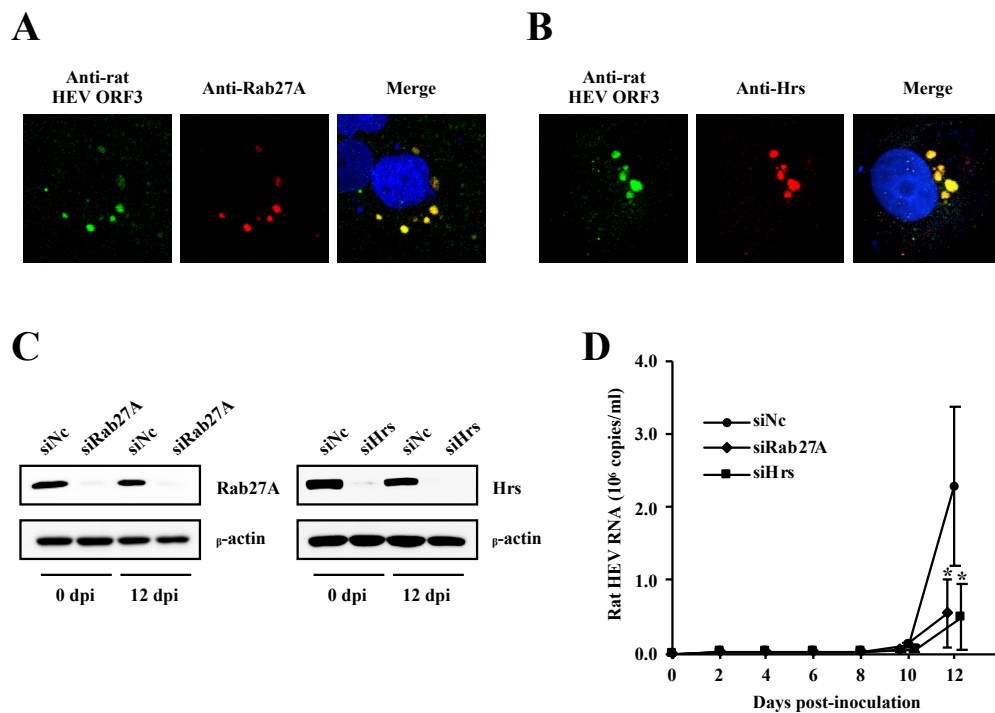 A
Anti-rat
HEV ORF3
Anti-Rab27A
Merge
B
Anti-rat
HEV ORF3
Anti-Hrs
Merge
C
siNc
siRab27A
siNc
siRab27A
Rab27A
β-actin
0 dpi
12 dpi
siNc
siHrs
siNc
siHrs
Hrs
β-actin
0 dpi
12 dpi
D
Rat HEV RNA (10⁶ copies/ml)
4.0
3.0
2.0
1.0
0.0
siNc
siRab27A
siHrs
* *
0 2 4 6 8 10 12
Days post-inoculation